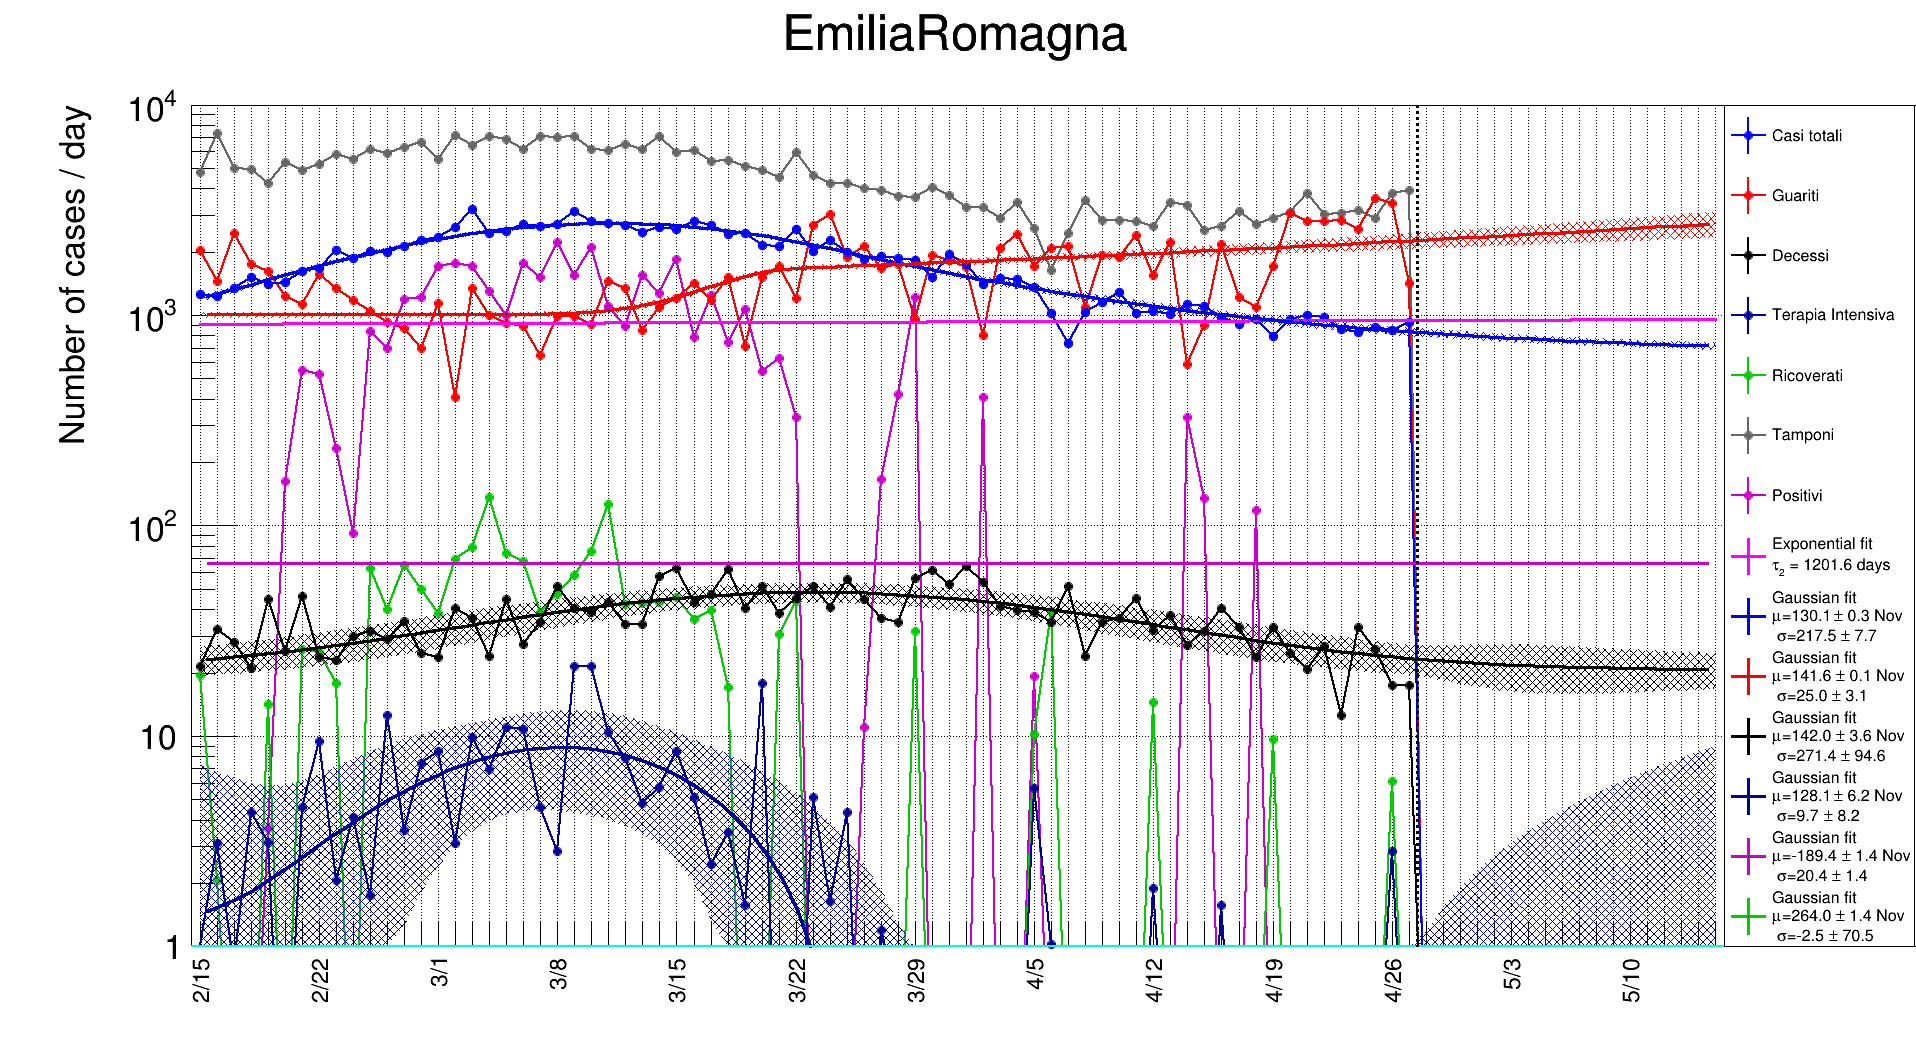 EmiliaRomagna
Number of cases / day
10⁴
10³
10²
10
1
2/15
2/22
3/1
3/8
3/15
3/22
3/29
4/5
4/12
4/19
4/26
5/3
5/10
Casi totali
Guariti
Decessi
Terapia Intensiva
Ricoverati
Tamponi
Positivi
Exponential fit
τ₂ = 1201.6 days
Gaussian fit
μ=130.1 ± 0.3 Nov
σ=217.5 ± 7.7
Gaussian fit
μ=141.6 ± 0.1 Nov
σ=25.0 ± 3.1
Gaussian fit
μ=142.0 ± 3.6 Nov
σ=271.4 ± 94.6
Gaussian fit
μ=128.1 ± 6.2 Nov
σ=9.7 ± 8.2
Gaussian fit
μ=-189.4 ± 1.4 Nov
σ=20.4 ± 1.4
Gaussian fit
μ=264.0 ± 1.4 Nov
σ=-2.5 ± 70.5